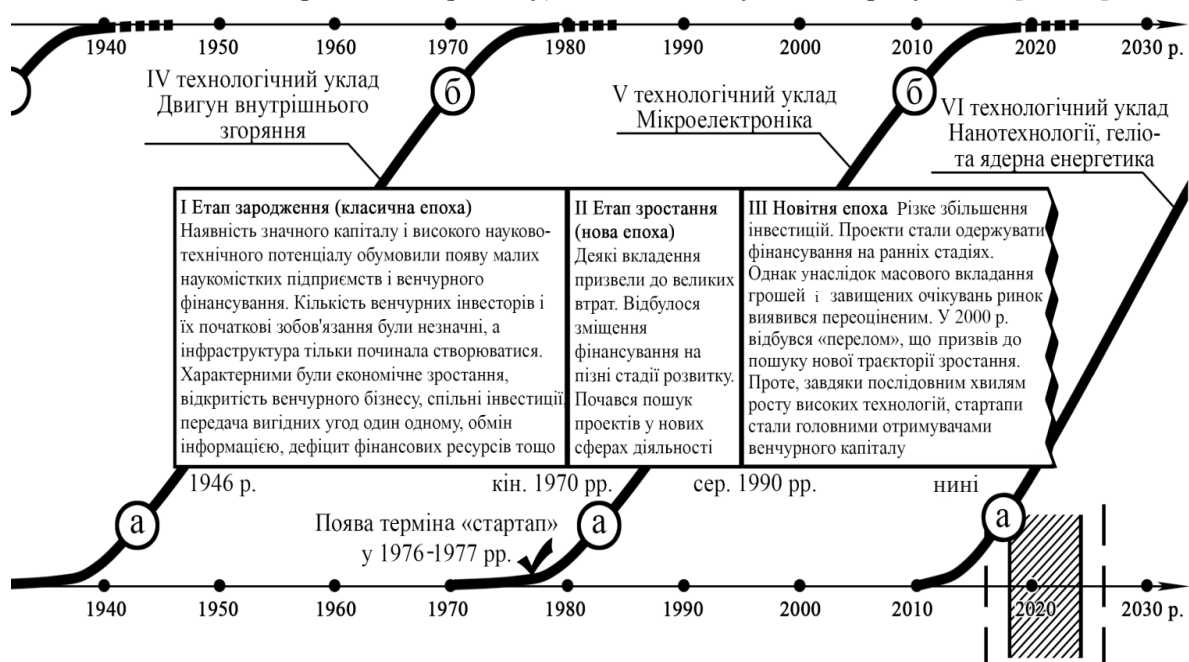 1940 1950 1960 1970 1980 1990 2000 2010 2020 2030 р.
IV технологічний уклад
Двигун внутрішнього
згоряння
б
V технологічний уклад
Мікроелектроніка
б
VI технологічний уклад
Нанотехнології, геліо-
та ядерна енергетика
I Етап зародження (класична епоха)
Наявність значного капіталу і високого науково-
технічного потенціалу обумовили появу малих
наукомістких підприємств і венчурного
фінансування. Кількість венчурних інвесторів і
їх початкові зобов'язання були незначні, а
інфраструктура тільки починала створюватися.
Характерними були економічне зростання,
відкритість венчурного бізнесу, спільні інвестиції,
передача вигідних угод один одному, обмін
інформацією, дефіцит фінансових ресурсів тощо
II Етап зростання
(нова епоха)
Деякі вкладення
призвели до великих
втрат. Відбулося
зміщення
фінансування на
пізні стадії розвитку.
Почався пошук
проектів у нових
сферах діяльності
III Новітня епоха Різке збільшення
інвестицій. Проекти стали одержувати
фінансування на ранніх стадіях.
Однак унаслідок масового вкладання
грошей і завищених очікувань ринок
виявився переоціненим. У 2000 р.
відбувся «перелом», що призвів до
пошуку нової траєкторії зростання.
Проте, завдяки послідовним хвилям
росту високих технологій, стартапи
стали головними отримувачами
венчурного капіталу
1946 р. кін. 1970 рр. сер. 1990 рр. нині
а
Поява терміна «стартап»
у 1976-1977 рр.
а
а
1940 1950 1960 1970 1980 1990 2000 2010 2020 2030 р.